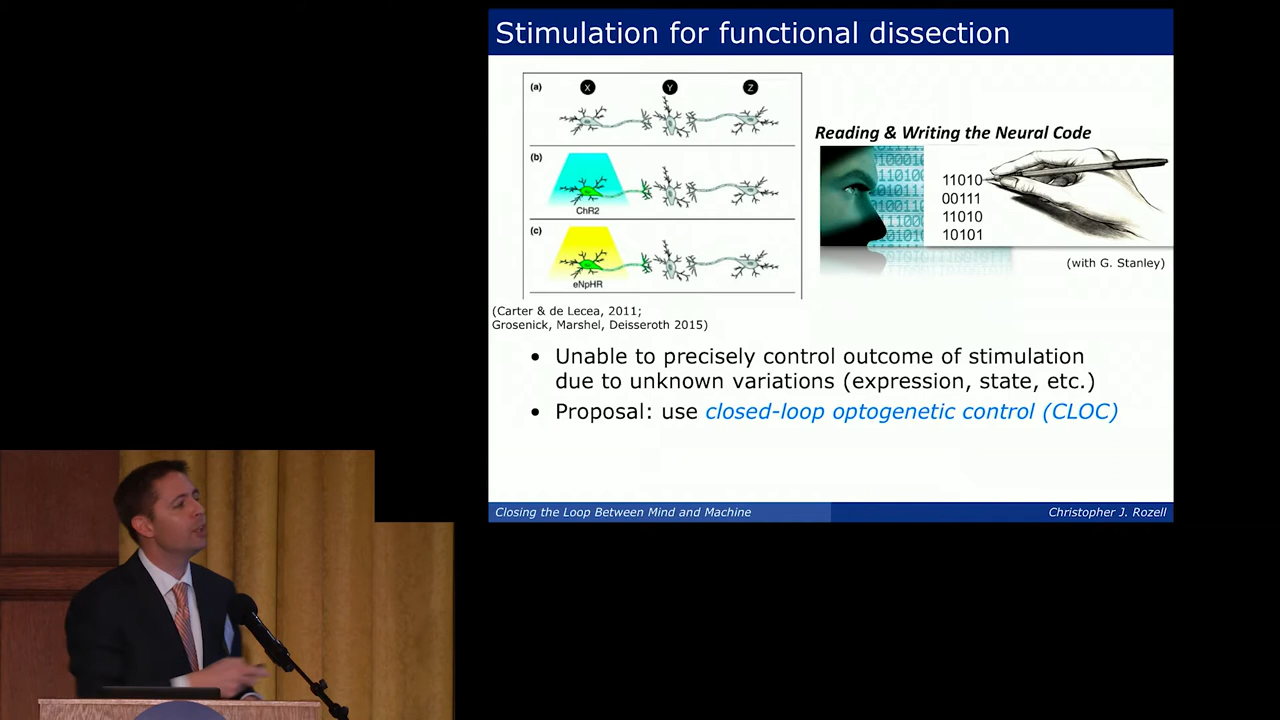 Stimulation for functional dissection
(a)
X
Y
Z
(b)
ChR2
(c)
eNpHR
(Carter & de Lecea, 2011;
Grosenick, Marshel, Deisseroth 2015)
Reading & Writing the Neural Code
11010
00111
11010
10101
(with G. Stanley)
• Unable to precisely control outcome of stimulation
due to unknown variations (expression, state, etc.)
• Proposal: use closed-loop optogenetic control (CLOC)
Closing the Loop Between Mind and Machine
Christopher J. Rozell